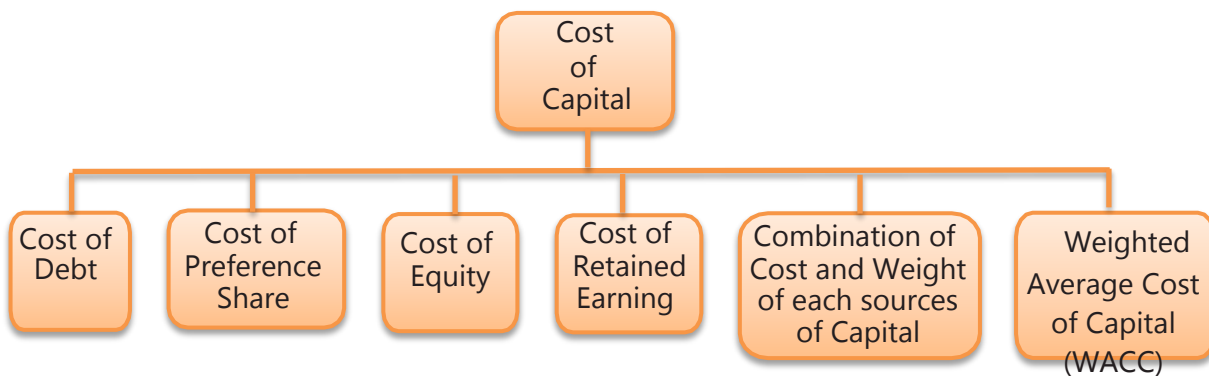 Cost
of
Capital
Cost of
Debt
Cost of
Preference
Share
Cost of
Equity
Cost of
Retained
Earning
Combination of
Cost and Weight
of each sources
of Capital
Weighted
Average Cost
of Capital
(WACC)